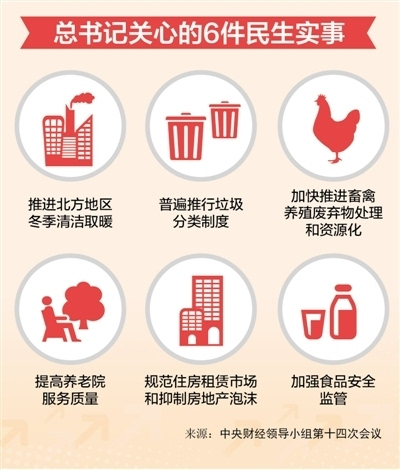 总书记关心的6件民生实事
推进北方地区
冬季清洁取暖
普遍推行垃圾
分类制度
加快推进畜禽
养殖废弃物处理
和资源化
提高养老院
服务质量
规范住房租赁市场
和抑制房地产泡沫
加强食品安全
监管
来源：中央财经领导小组第十四次会议